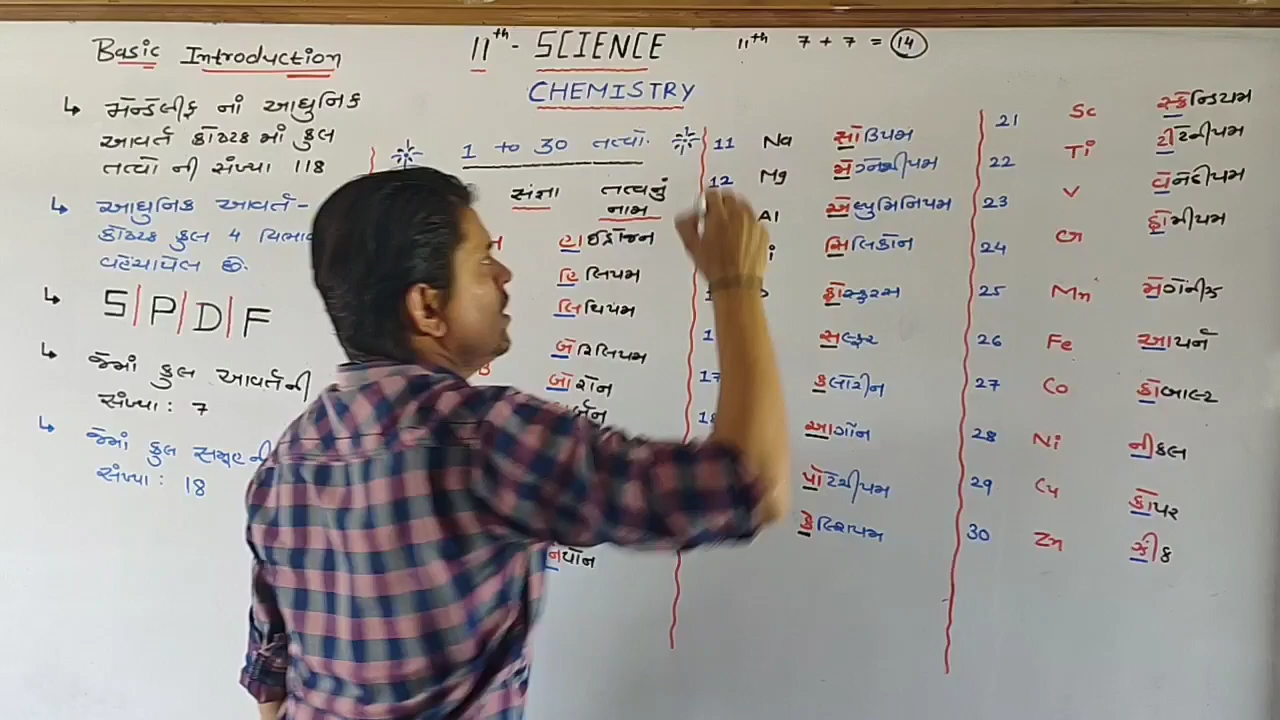 11th - SCIENCE
11th 7 + 7 = 14
CHEMISTRY
Basic Introduction
↳ મેન્ડેલીફ નાં આધુનિક
આવર્ત કોષ્ટક માં કુલ
તત્વો ની સંખ્યા 118
↳ આધુનિક આવર્ત-
કોષ્ટક કુલ 4 વિભા
વહેંચાયેલ છે.
↳ S|P|D|F
↳ જેમાં કુલ આવર્તની
સંખ્યા : 7
↳ જેમાં કુલ સમૂહ ની
સંખ્યા : 18
1 to 30 તત્વો.
સંજ્ઞા તત્વનું
નામ
હાઈડ્રોજન
હિલિયમ
લિથિયમ
બેરિલિયમ
B બોરોન
ર્બન
નિયોન
11 Na સોડિયમ
12 Mg મેગ્નેશીયમ
Al એલ્યુમિનિયમ
સિલિકોન
ફોસ્ફરસ
સલ્ફર
17 ક્લોરીન
18 આર્ગોન
પોટેશીયમ
કેલ્શિયમ
21 Sc સ્કેન્ડિયમ
22 Ti ટીટેનીયમ
23 V વેનેડીયમ
24 Cr ક્રોમીયમ
25 Mn મેંગેનીઝ
26 Fe આયર્ન
27 Co કોબાલ્ટ
28 Ni નીકલ
29 Cu કોપર
30 Zn ઝીંક